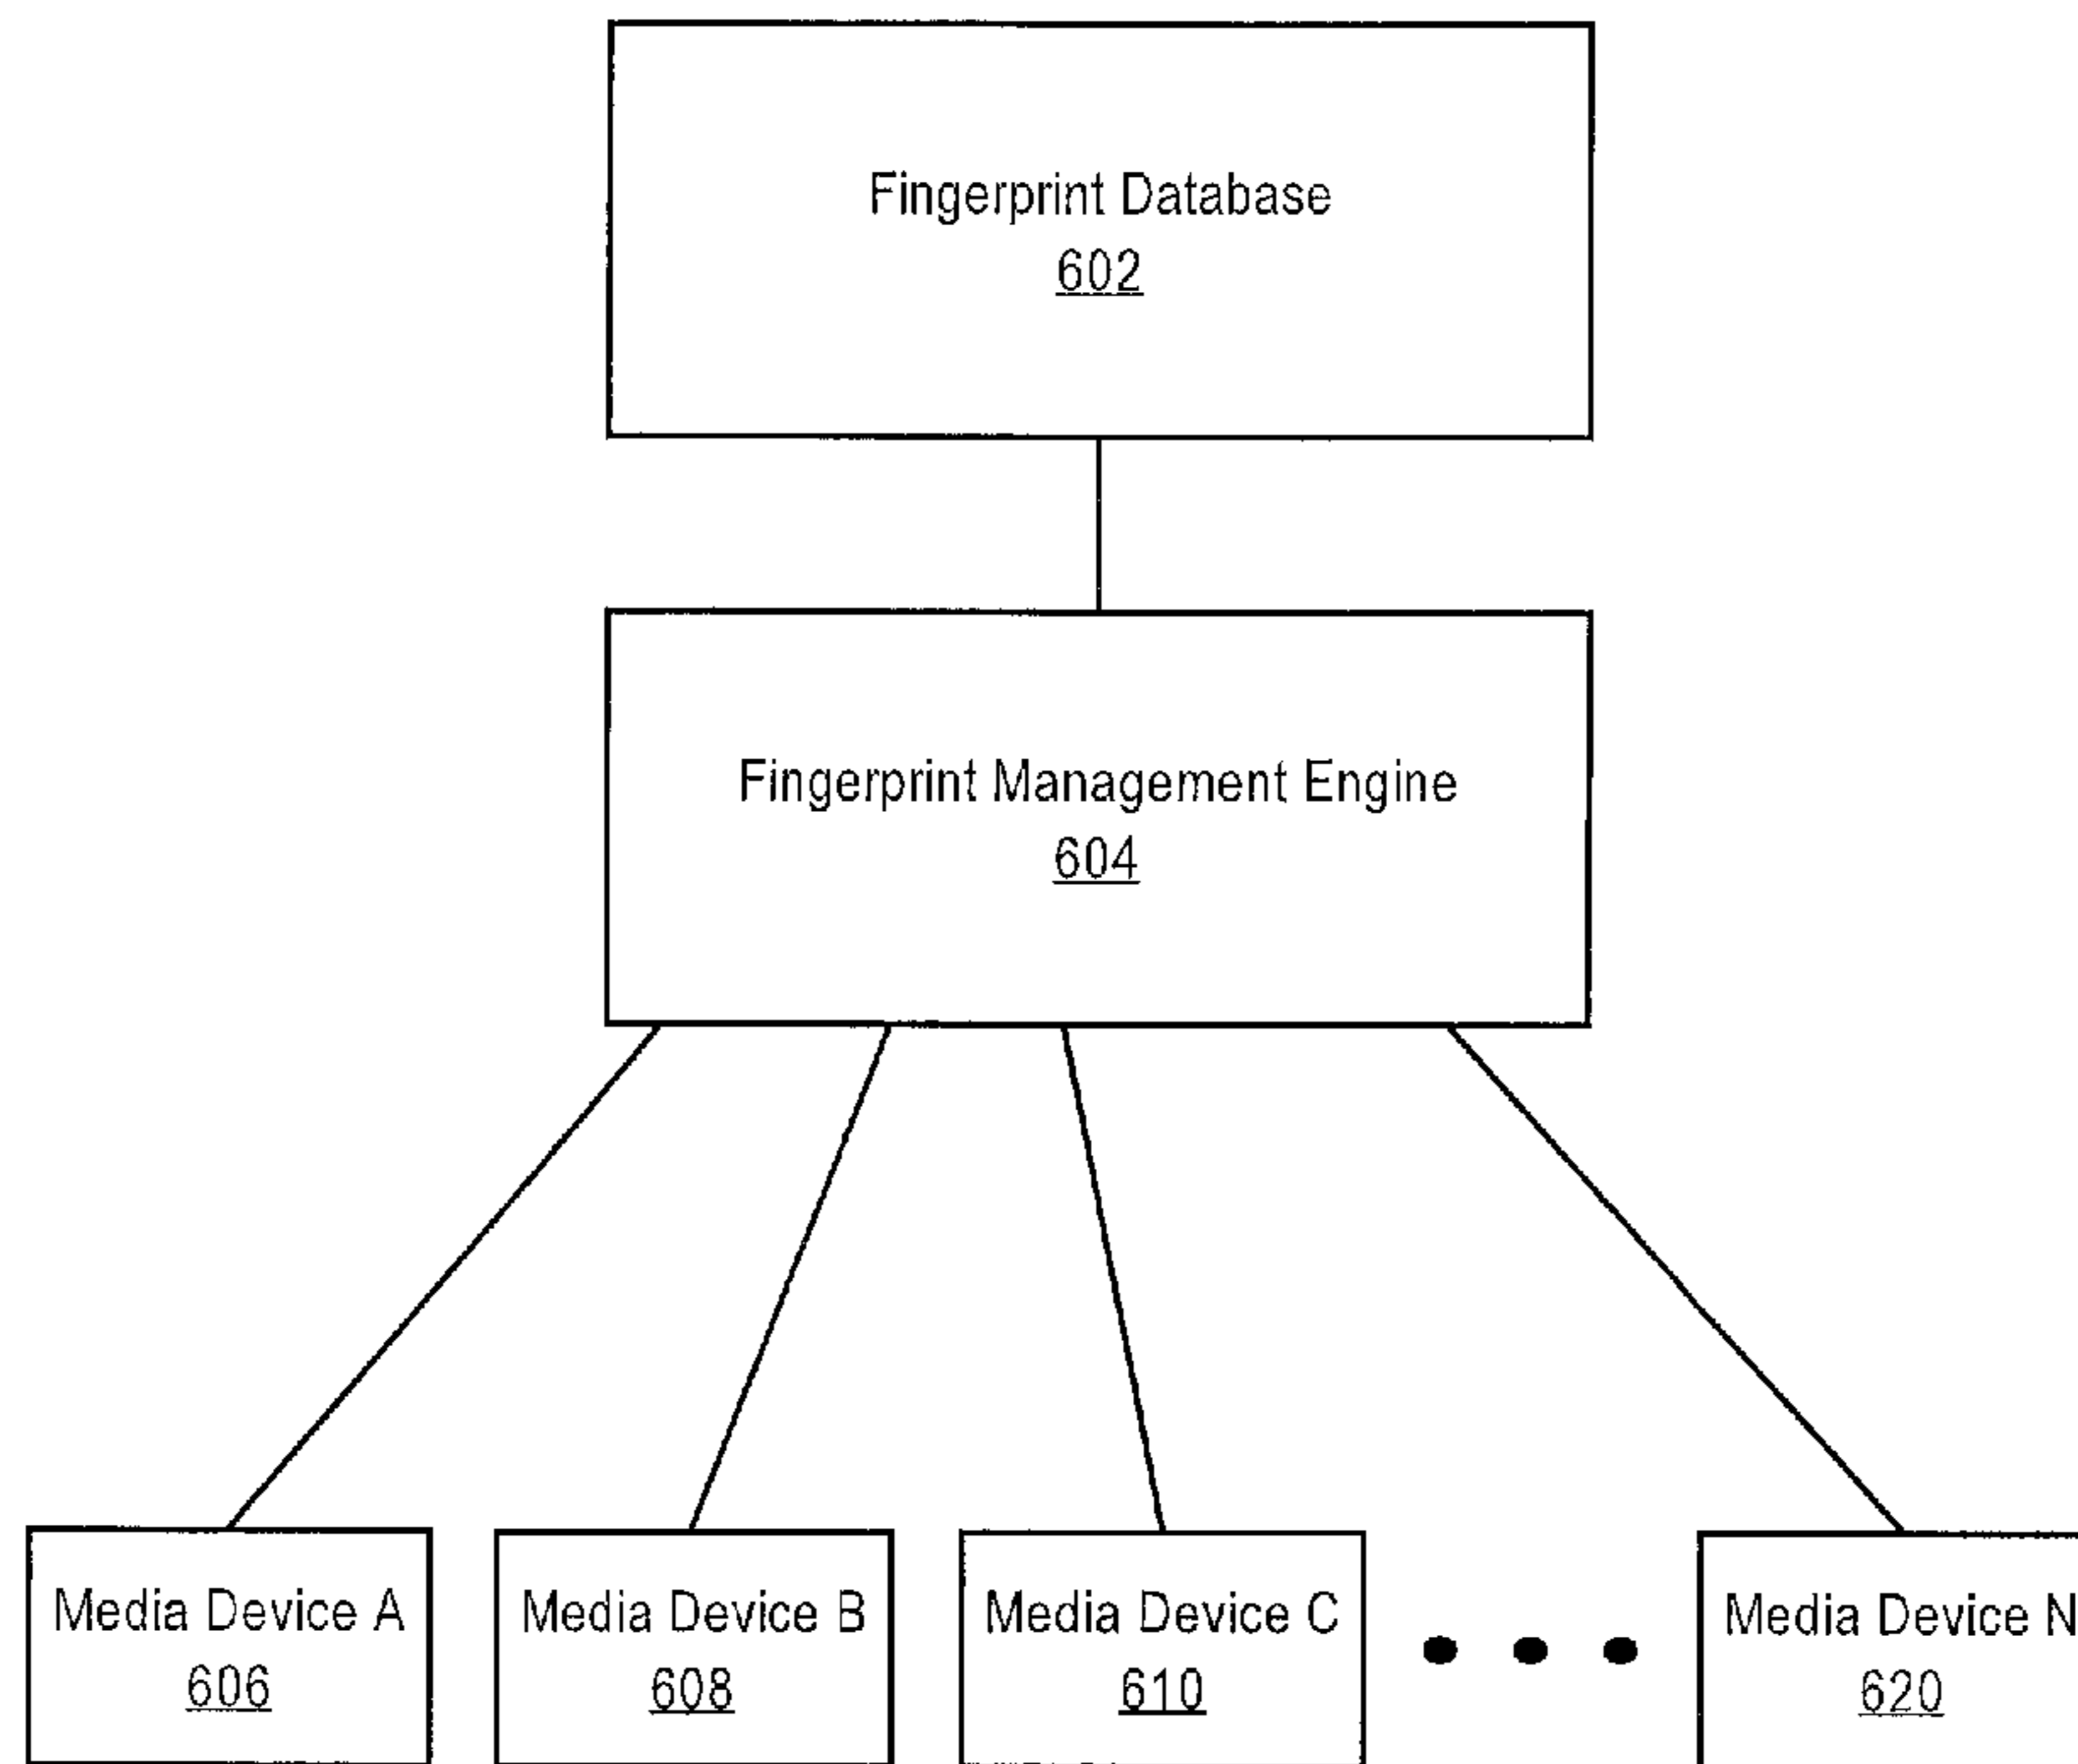 Fingerprint Database
602
Fingerprint Management Engine
604
Media Device A
606
Media Device B
608
Media Device C
610
Media Device N
620